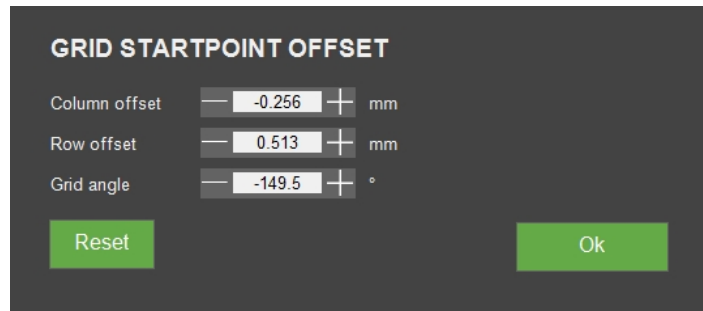 GRID STARTPOINT OFFSET
Column offset -0.256 mm
Row offset 0.513 mm
Grid angle -149.5 °
Reset Ok